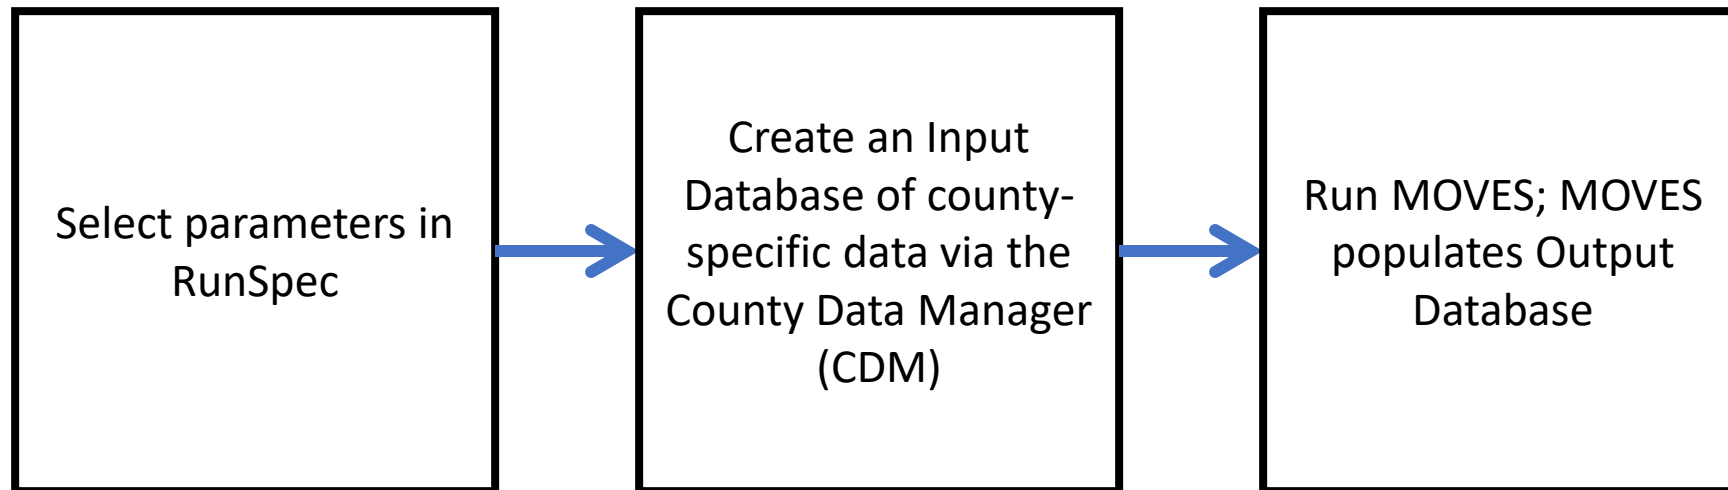 Select parameters in
RunSpec
Create an Input
Database of county-
specific data via the
County Data Manager
(CDM)
Run MOVES; MOVES
populates Output
Database